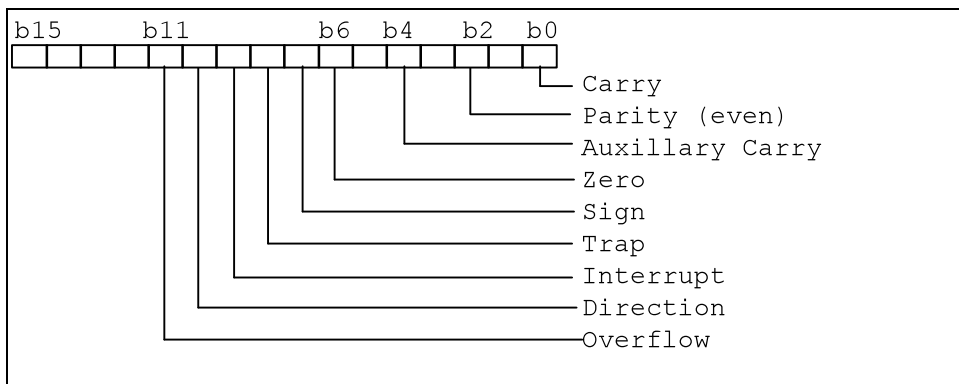 b15 b11 b6 b4 b2 b0
Carry
Parity (even)
Auxillary Carry
Zero
Sign
Trap
Interrupt
Direction
Overflow